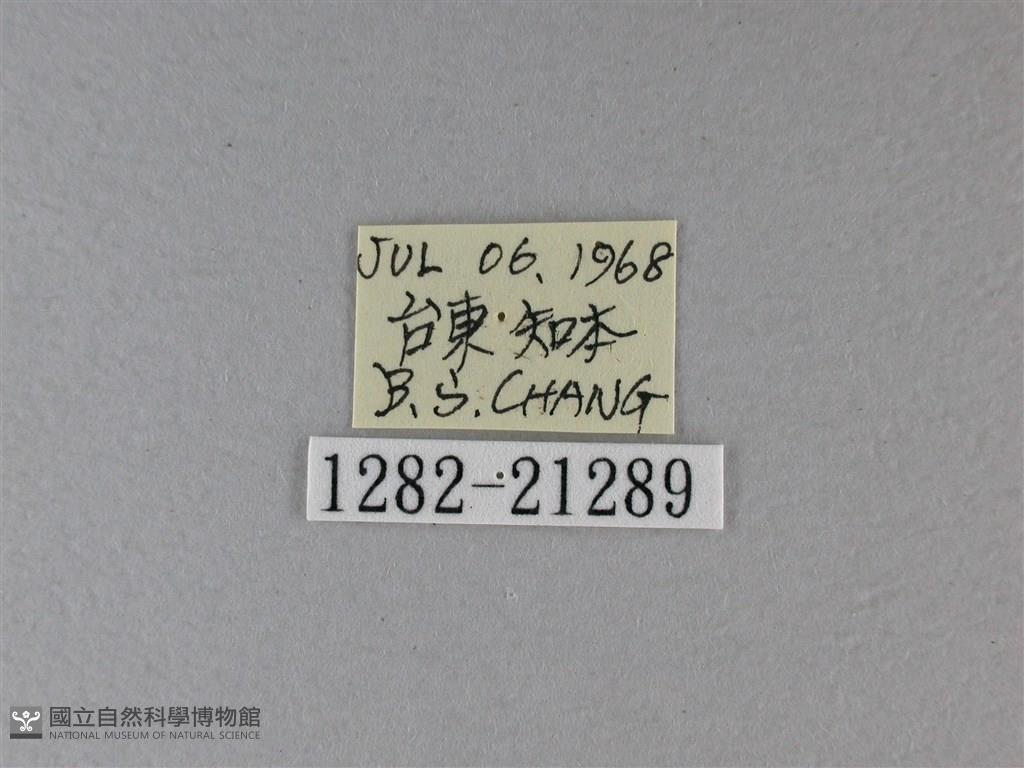 JUL 06, 1968
台東·知本
B.S. CHANG
1282-21289
國立自然科學博物館
NATIONAL MUSEUM OF NATURAL SCIENCE